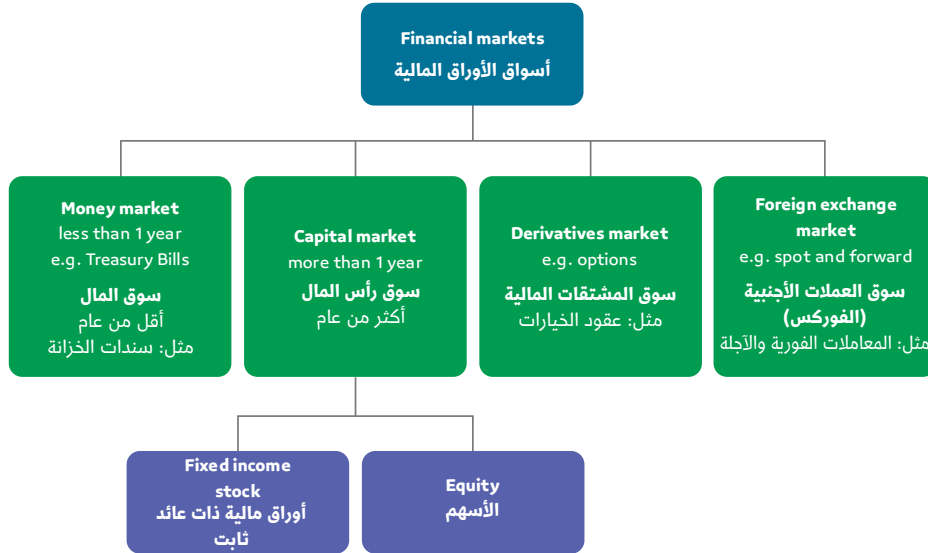 Financial markets
أسواق الأوراق المالية
Money market
less than 1 year
e.g. Treasury Bills
سوق المال
أقل من عام
مثل: سندات الخزانة
Capital market
more than 1 year
سوق رأس المال
أكثر من عام
Derivatives market
e.g. options
سوق المشتقات المالية
مثل: عقود الخيارات
Foreign exchange
market
e.g. spot and forward
سوق العملات الأجنبية
(الفوركس)
مثل: المعاملات الفورية والآجلة
Fixed income
stock
أوراق مالية ذات عائد
ثابت
Equity
الأسهم